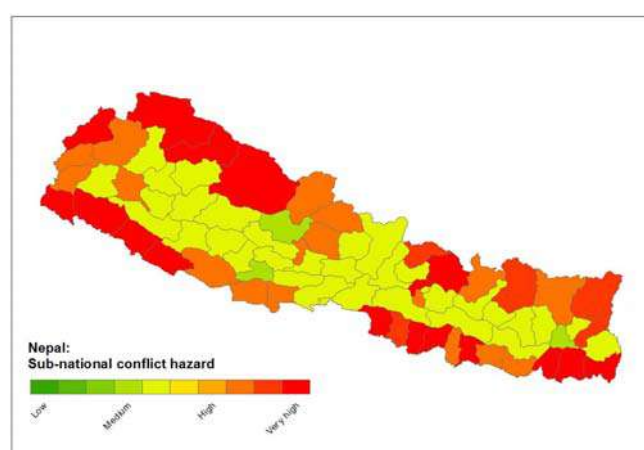 Nepal:
Sub-national conflict hazard
Low
Medium
High
Very high